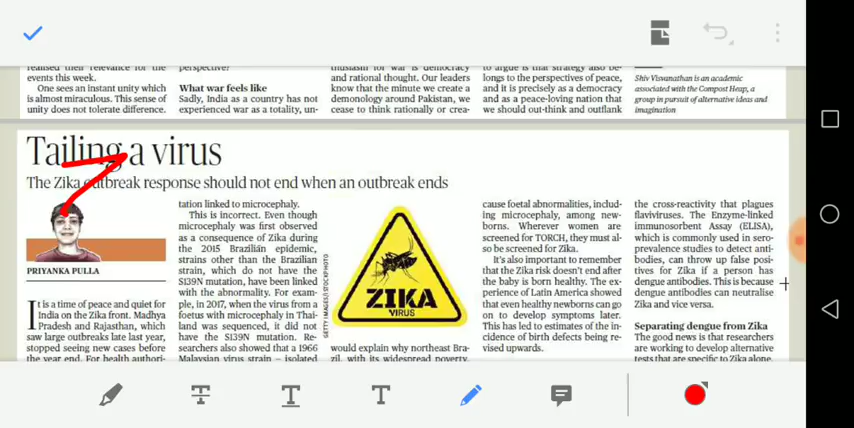 realised their relevance for the
events this week.
One sees an instant unity which
is almost miraculous. This sense of
unity does not tolerate difference.
perspective?
What war feels like
Sadly, India as a country has not
experienced war as a totality, un-
thusiasm for war is democracy
and rational thought. Our leaders
know that the minute we create a
demonology around Pakistan, we
cease to think rationally or crea-
to argue is that strategy also be-
longs to the perspectives of peace,
and it is precisely as a democracy
and as a peace-loving nation that
we should out-think and outflank
Shiv Visvanathan is an academic
associated with the Compost Heap, a
group in pursuit of alternative ideas and
imagination
Tailing a virus
The Zika outbreak response should not end when an outbreak ends
PRIYANKA PULLA
It is a time of peace and quiet for
India on the Zika front. Madhya
Pradesh and Rajasthan, which
saw large outbreaks late last year,
stopped seeing new cases before
the year end. For health authori-
tation linked to microcephaly.
This is incorrect. Even though
microcephaly was first observed
as a consequence of Zika during
the 2015 Brazilian epidemic,
strains other than the Brazilian
strain, which do not have the
S139N mutation, have been linked
with the abnormality. For exam-
ple, in 2017, when the virus from a
foetus with microcephaly in Thai-
land was sequenced, it did not
have the S139N mutation. Re-
searchers also showed that a 1966
Malaysian virus strain – isolated
GETTY IMAGES/ISTOCKPHOTO
ZIKA
VIRUS
would explain why northeast Bra-
zil, with its widespread poverty,
cause foetal abnormalities, includ-
ing microcephaly, among new-
borns. Wherever women are
screened for TORCH, they must al-
so be screened for Zika.
It's also important to remember
that the Zika risk doesn't end after
the baby is born healthy. The ex-
perience of Latin America showed
that even healthy newborns can go
on to develop symptoms later.
This has led to estimates of the in-
cidence of birth defects being re-
vised upwards.
the cross-reactivity that plagues
flaviviruses. The Enzyme-linked
immunosorbent Assay (ELISA),
which is commonly used in sero-
prevalence studies to detect anti-
bodies, can throw up false posi-
tives for Zika if a person has
dengue antibodies. This is because
dengue antibodies can neutralise
Zika and vice versa.
Separating dengue from Zika
The good news is that researchers
are working to develop alternative
tests that are specific to Zika alone.